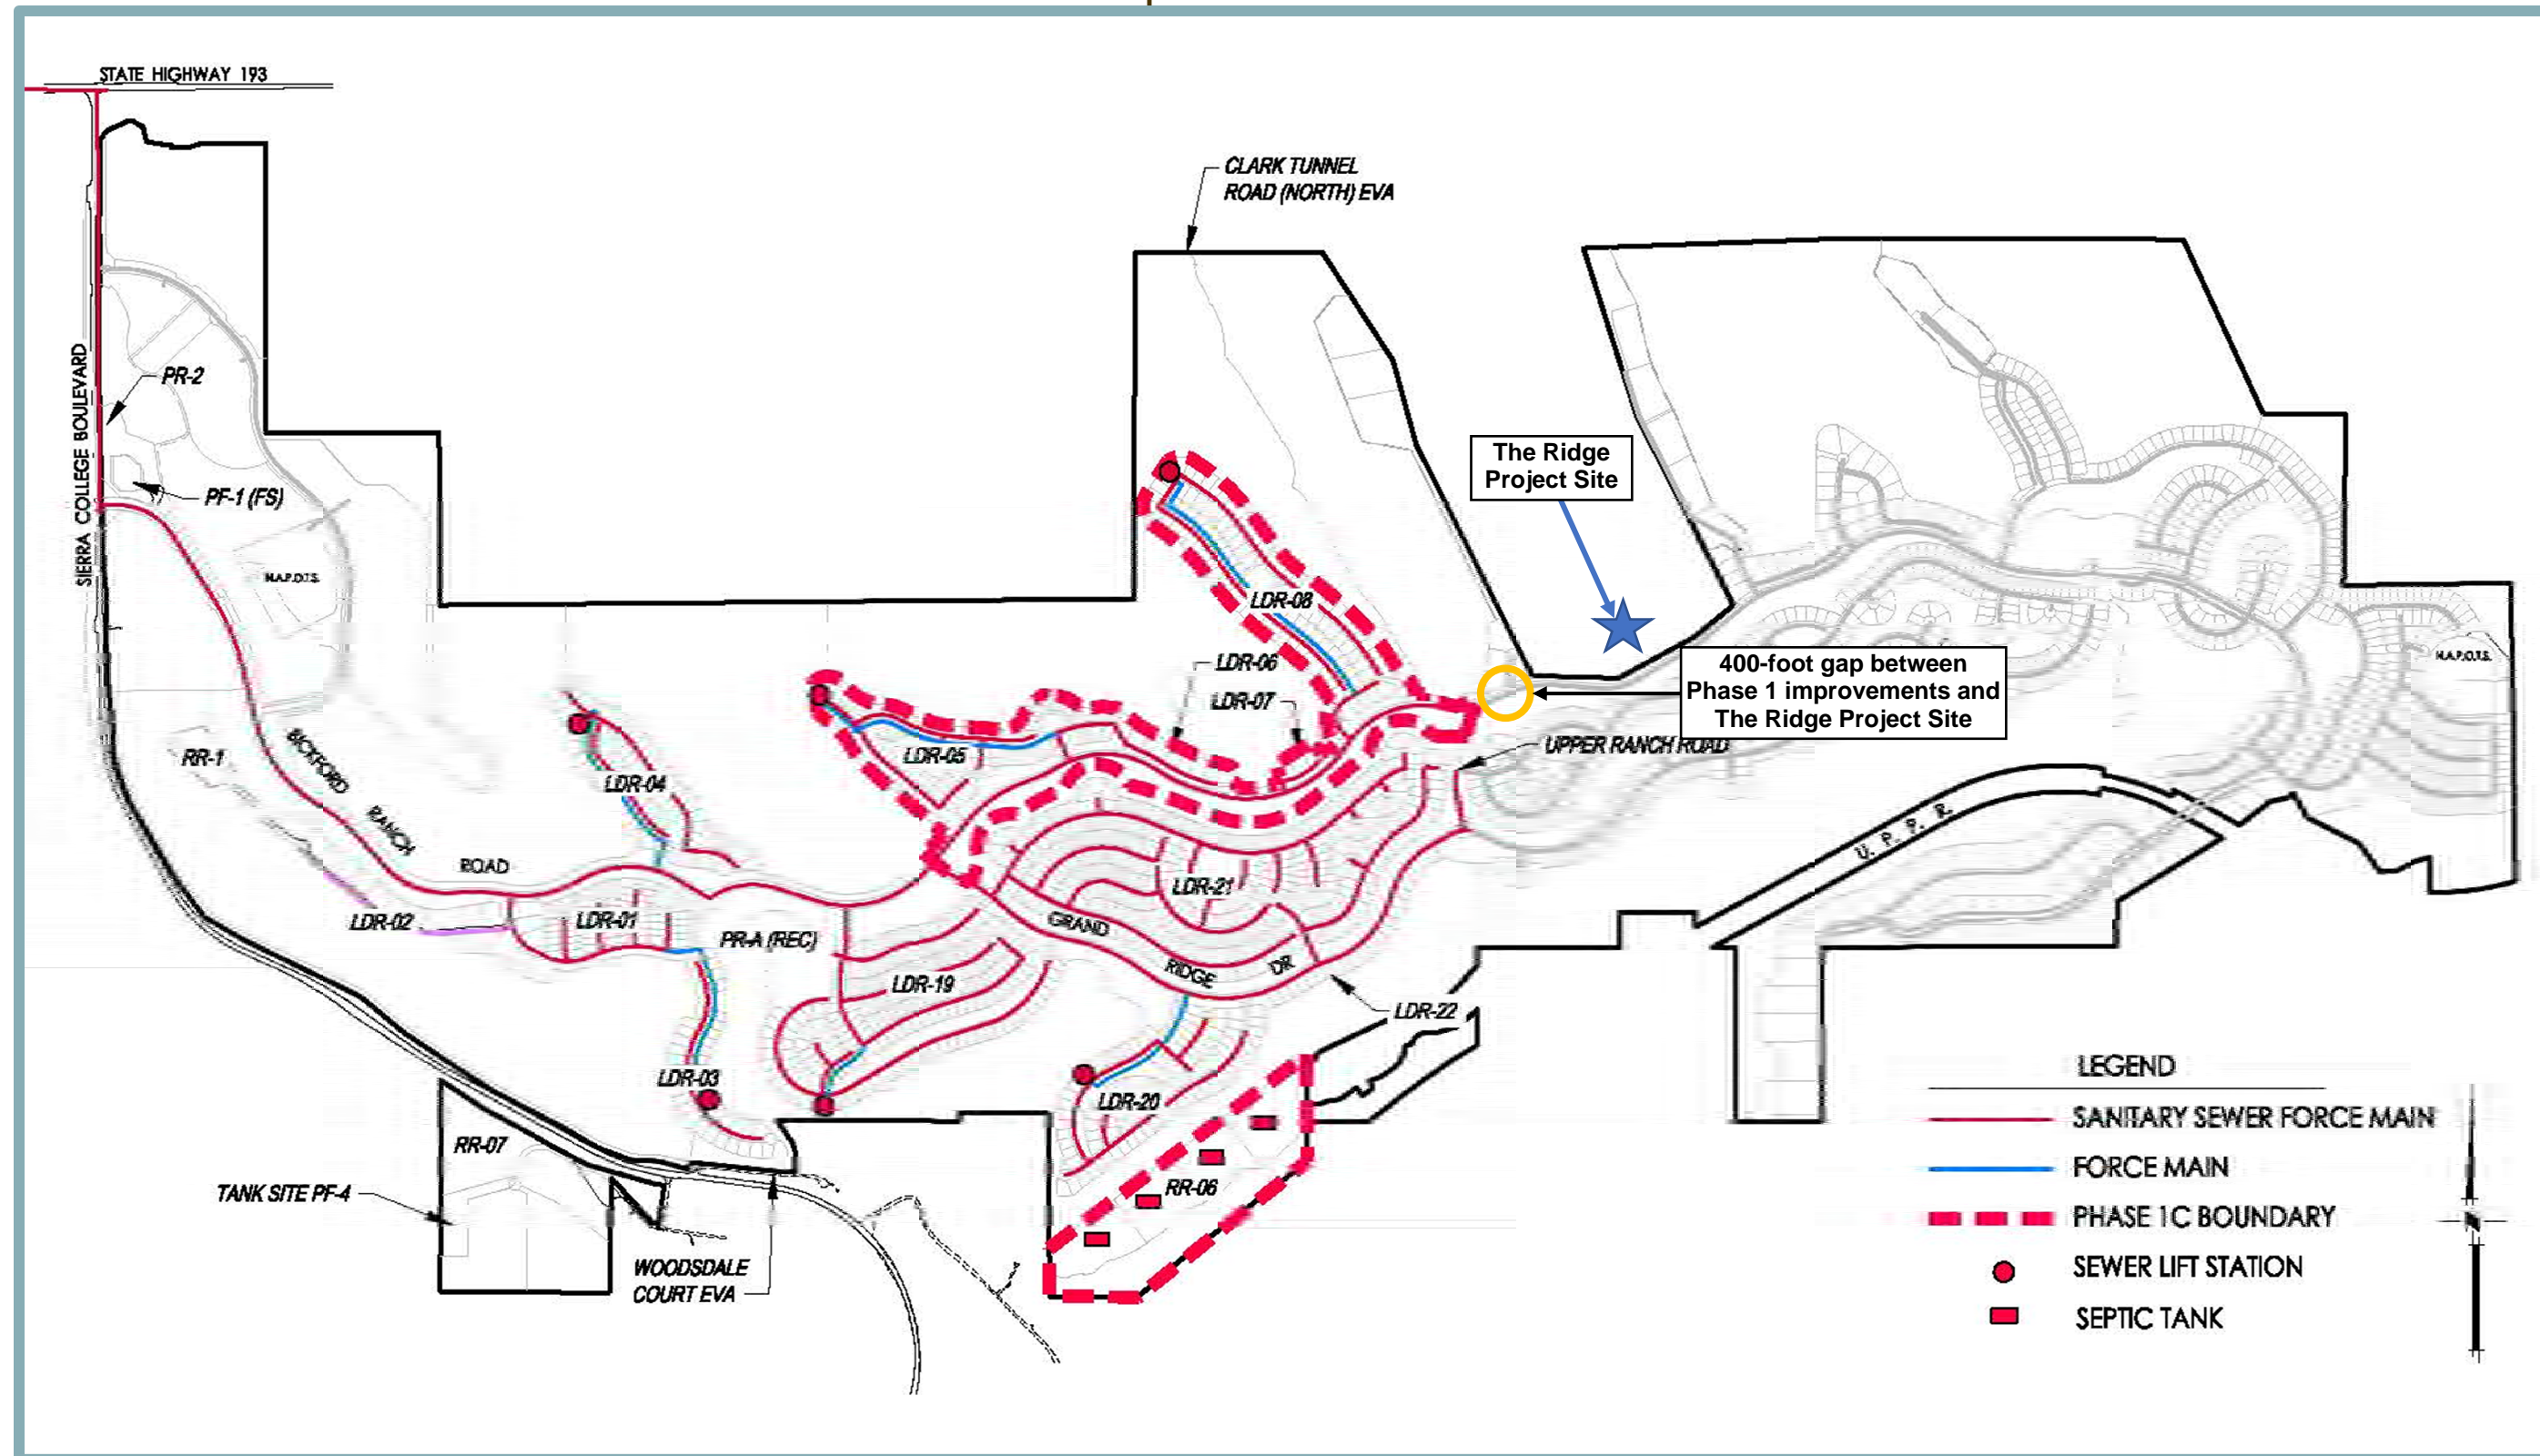 STATE HIGHWAY 193
CLARK TUNNEL
ROAD (NORTH) EVA
SIERRA COLLEGE BOULEVARD
PR-2
PF-1 (FS)
N.A.P.O.T.S.
The Ridge
Project Site
LDR-08
LDR-06
LDR-07
400-foot gap between
Phase 1 improvements and
The Ridge Project Site
N.A.P.O.T.S.
UPPER RANCH ROAD
RR-1
BICKFORD
RANCH
ROAD
LDR-04
LDR-05
U. P. R. R.
LDR-02
LDR-01
PR-A (REC)
LDR-21
GRAND
RIDGE
DR
LDR-19
LDR-22
LDR-03
LDR-20
RR-07
RR-06
TANK SITE PF-4
WOODSDALE
COURT EVA
LEGEND
SANITARY SEWER FORCE MAIN
FORCE MAIN
PHASE 1C BOUNDARY
SEWER LIFT STATION
SEPTIC TANK